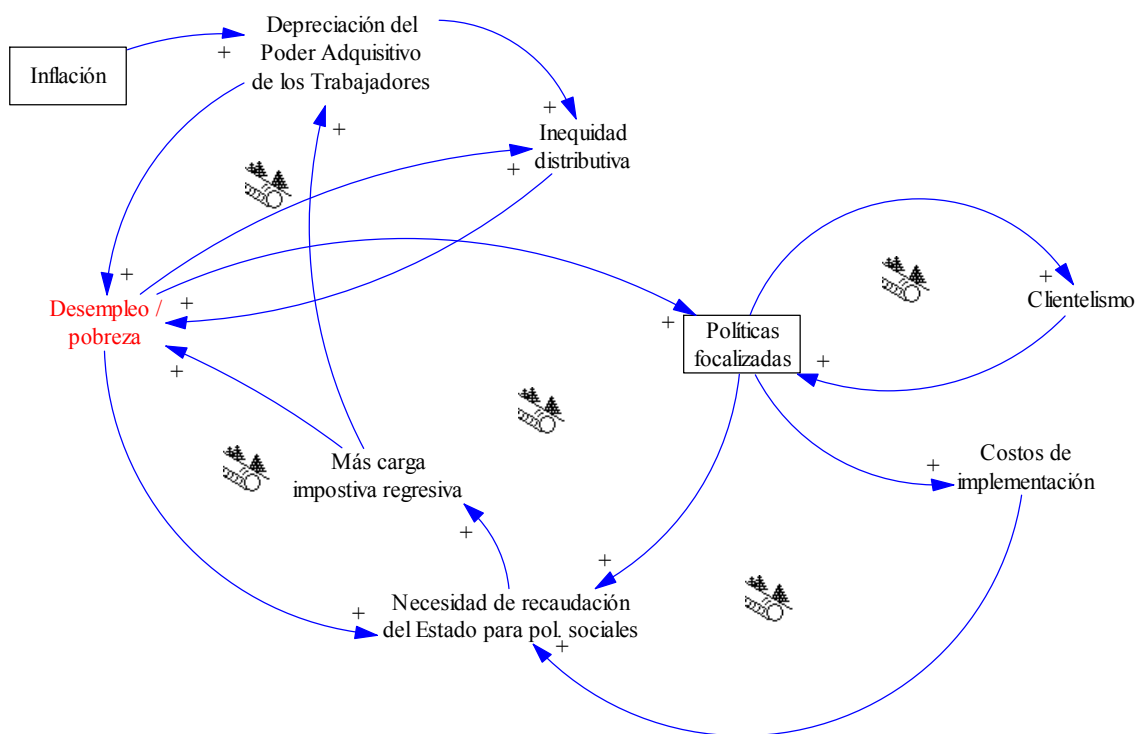 Depreciación del
Poder Adquisitivo
de los Trabajadores
+
Inflación
+
+
Inequidad
distributiva
+
+
Desempleo /
pobreza
+
+
+
Políticas
focalizadas
+
+
Clientelismo
Más carga
impostiva regresiva
+
Costos de
implementación
+
+
Necesidad de recaudación
del Estado para pol. sociales
+
+